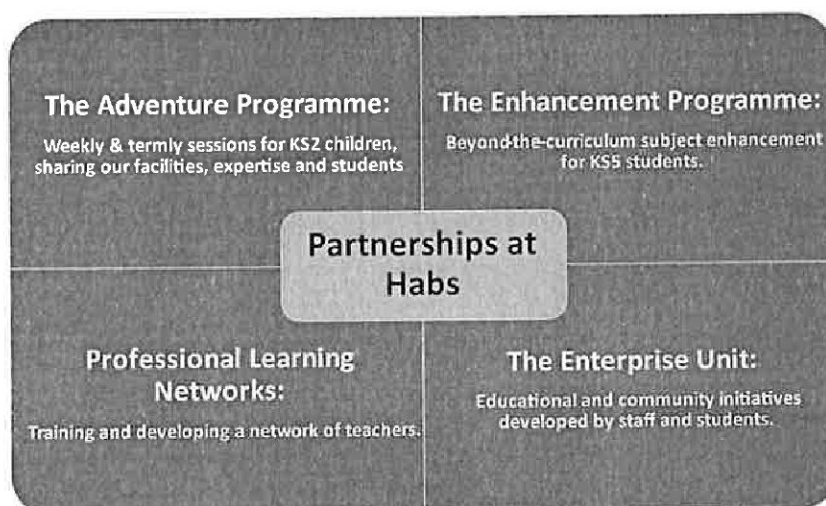 The Adventure Programme:
Weekly & termly sessions for KS2 children,
sharing our facilities, expertise and students
The Enhancement Programme:
Beyond-the-curriculum subject enhancement
for KS5 students.
Partnerships at
Habs
Professional Learning
Networks:
Training and developing a network of teachers.
The Enterprise Unit:
Educational and community initiatives
developed by staff and students.